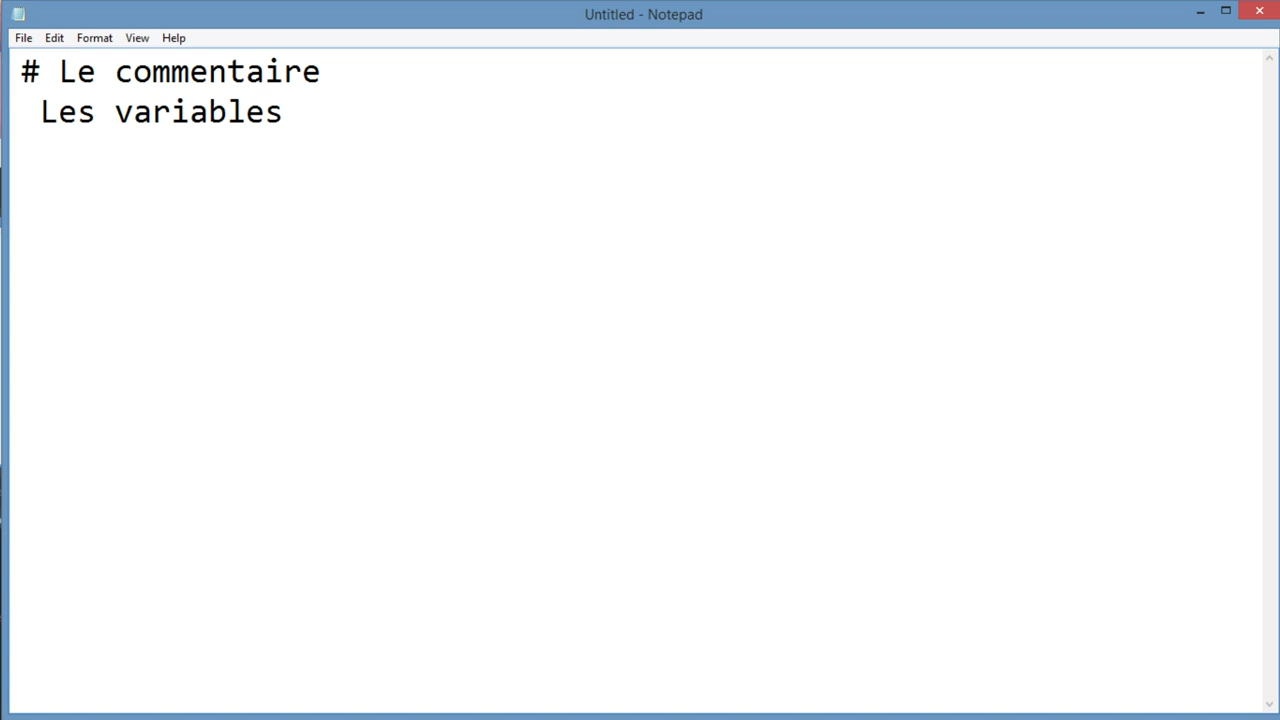 Untitled - Notepad
File Edit Format View Help
# Le commentaire
 Les variables